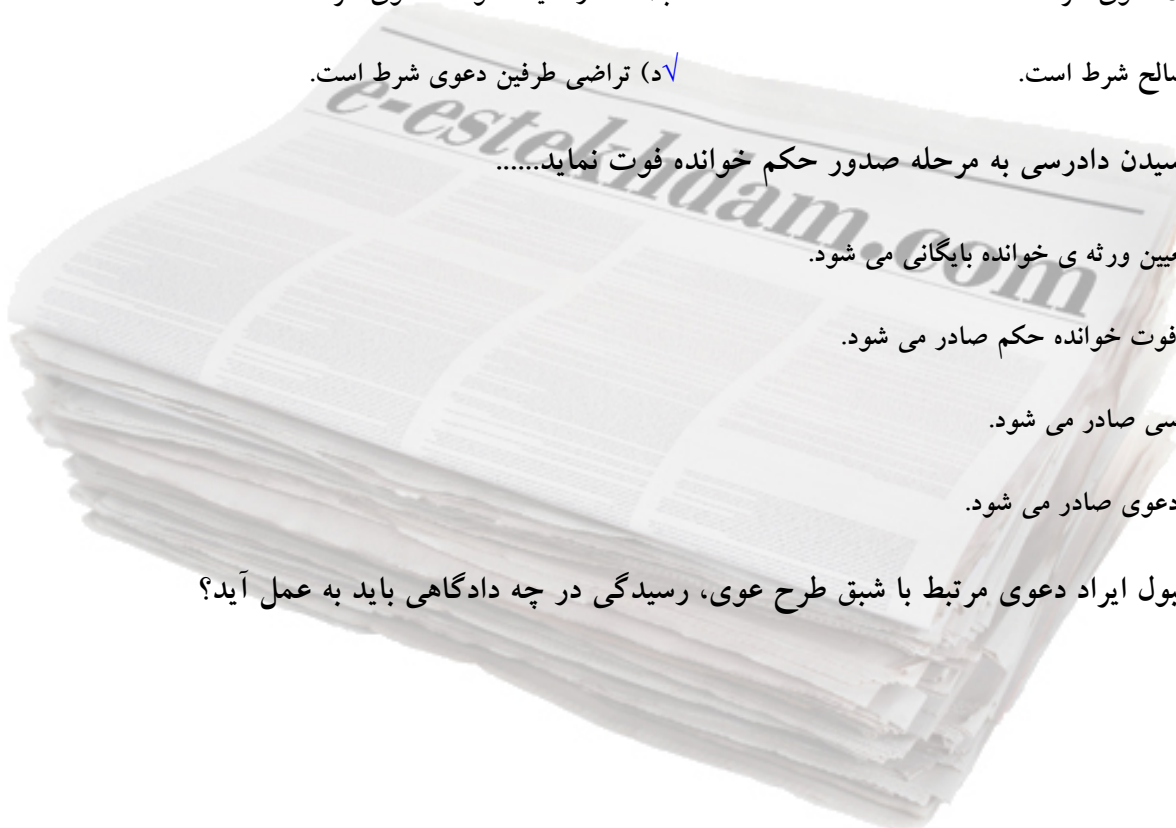 صالح شرط است. √د) تراضی طرفین دعوی شرط است.
e-estekhdam.com
سیدن دادرسی به مرحله صدور حکم خوانده فوت نماید......
عیین ورثه ی خوانده بایگانی می شود.
فوت خوانده حکم صادر می شود.
سی صادر می شود.
دعوی صادر می شود.
بول ایراد دعوی مرتبط با شبق طرح عوی، رسیدگی در چه دادگاهی باید به عمل آید؟